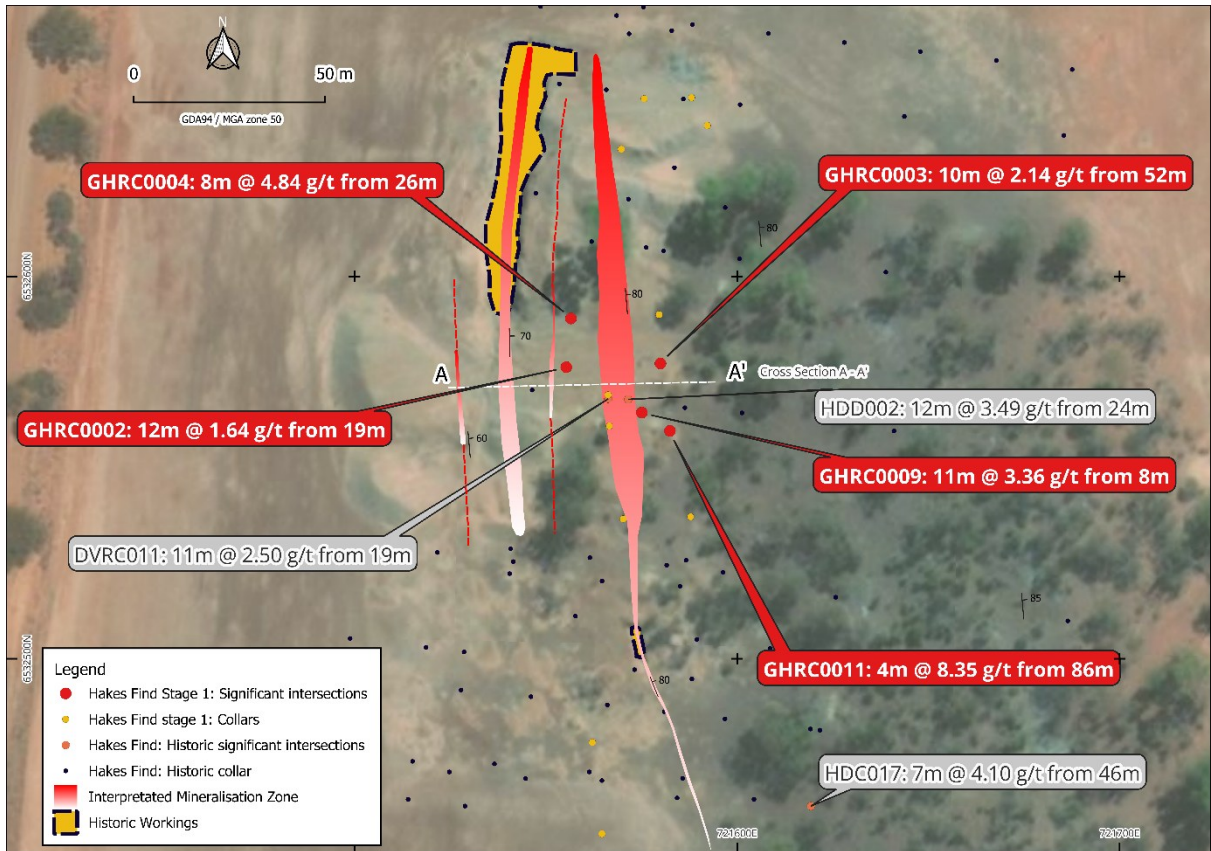 N
0
50 m
GDA94 / MGA zone 50
GHRC0004: 8m @ 4.84 g/t from 26m
GHRC0003: 10m @ 2.14 g/t from 52m
80
6532600N
80
70
A
A'
Cross Section A - A'
HDD002: 12m @ 3.49 g/t from 24m
GHRC0002: 12m @ 1.64 g/t from 19m
60
GHRC0009: 11m @ 3.36 g/t from 8m
DVRC011: 11m @ 2.50 g/t from 19m
85
6532500N
GHRC0011: 4m @ 8.35 g/t from 86m
80
HDC017: 7m @ 4.10 g/t from 46m
721600E
721700E
Legend
Hakes Find Stage 1: Significant intersections
Hakes Find stage 1: Collars
Hakes Find: Historic significant intersections
Hakes Find: Historic collar
Interpretated Mineralisation Zone
Historic Workings